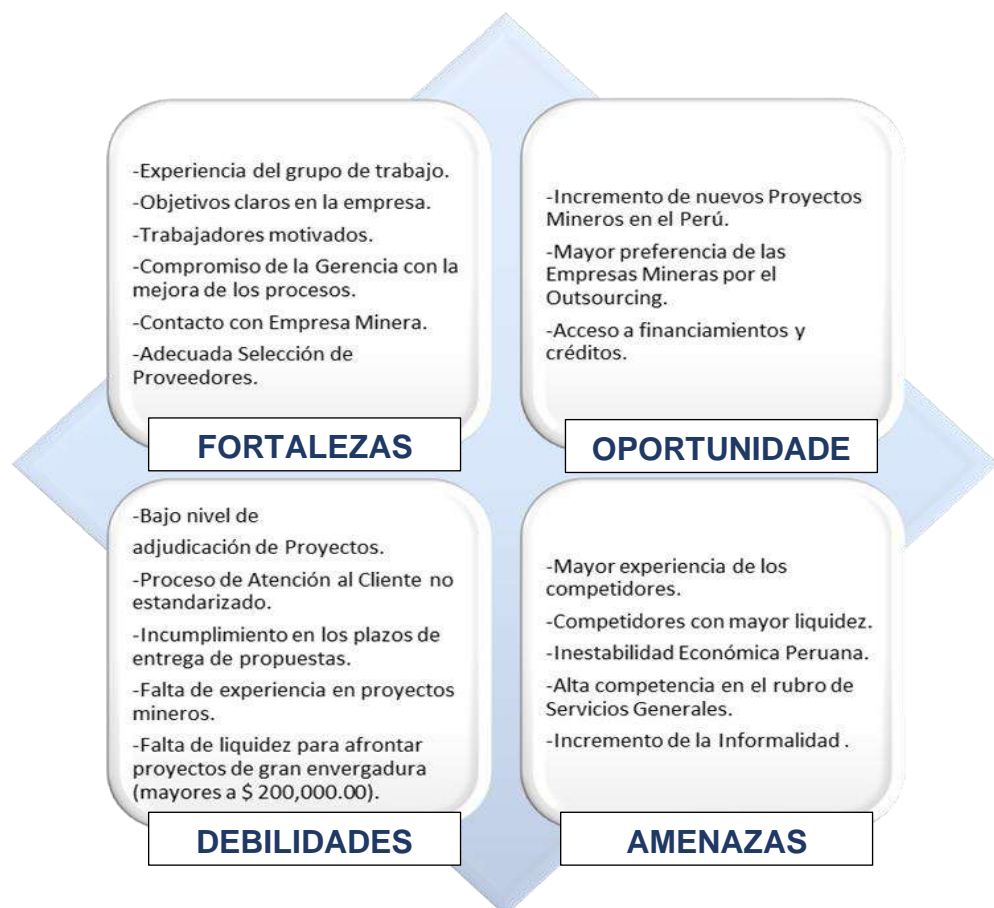 -Experiencia del grupo de trabajo.
-Objetivos claros en la empresa.
-Trabajadores motivados.
-Compromiso de la Gerencia con la
mejora de los procesos.
-Contacto con Empresa Minera.
-Adecuada Selección de
Proveedores.
FORTALEZAS
-Incremento de nuevos Proyectos
Mineros en el Perú.
-Mayor preferencia de las
Empresas Mineras por el
Outsourcing.
-Acceso a financiamientos y
créditos.
OPORTUNIDADE
-Bajo nivel de
adjudicación de Proyectos.
-Proceso de Atención al Cliente no
estandarizado.
-Incumplimiento en los plazos de
entrega de propuestas.
-Falta de experiencia en proyectos
mineros.
-Falta de liquidez para afrontar
proyectos de gran envergadura
(mayores a $ 200,000.00).
DEBILIDADES
-Mayor experiencia de los
competidores.
-Competidores con mayor liquidez.
-Inestabilidad Económica Peruana.
-Alta competencia en el rubro de
Servicios Generales.
-Incremento de la Informalidad .
AMENAZAS